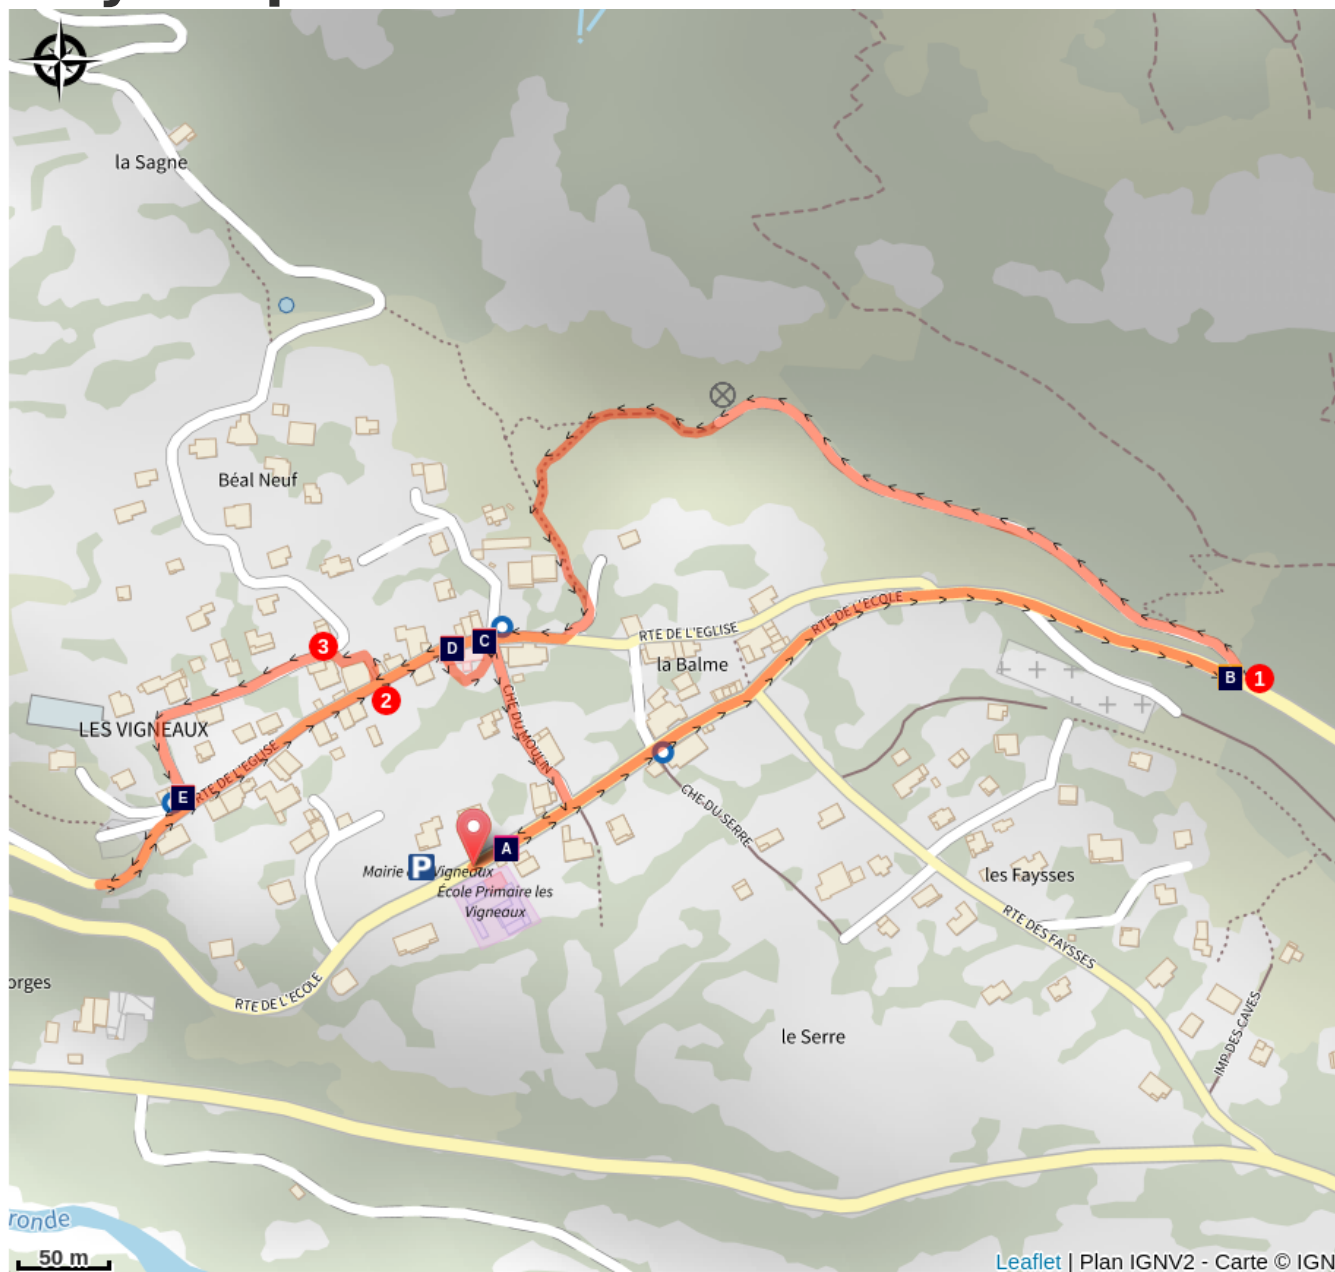 la Sagne
Béal Neuf
RTE DE L'ECOLE
RTE DE L'EGLISE
la Balme
3
D
C
B
1
2
CHE DU MOULIN
LES VIGNEAUX
RTE DE L'EGLISE
E
CHE DU SERRE
A
P
Mairie Vigneaux
École Primaire les
Vigneaux
les Faysses
RTE DES FAYSSES
orges
RTE DE L'ECOLE
le Serre
IMP DES CAVES
ronde
50 m
Leaflet | Plan IGNV2 - Carte © IGN